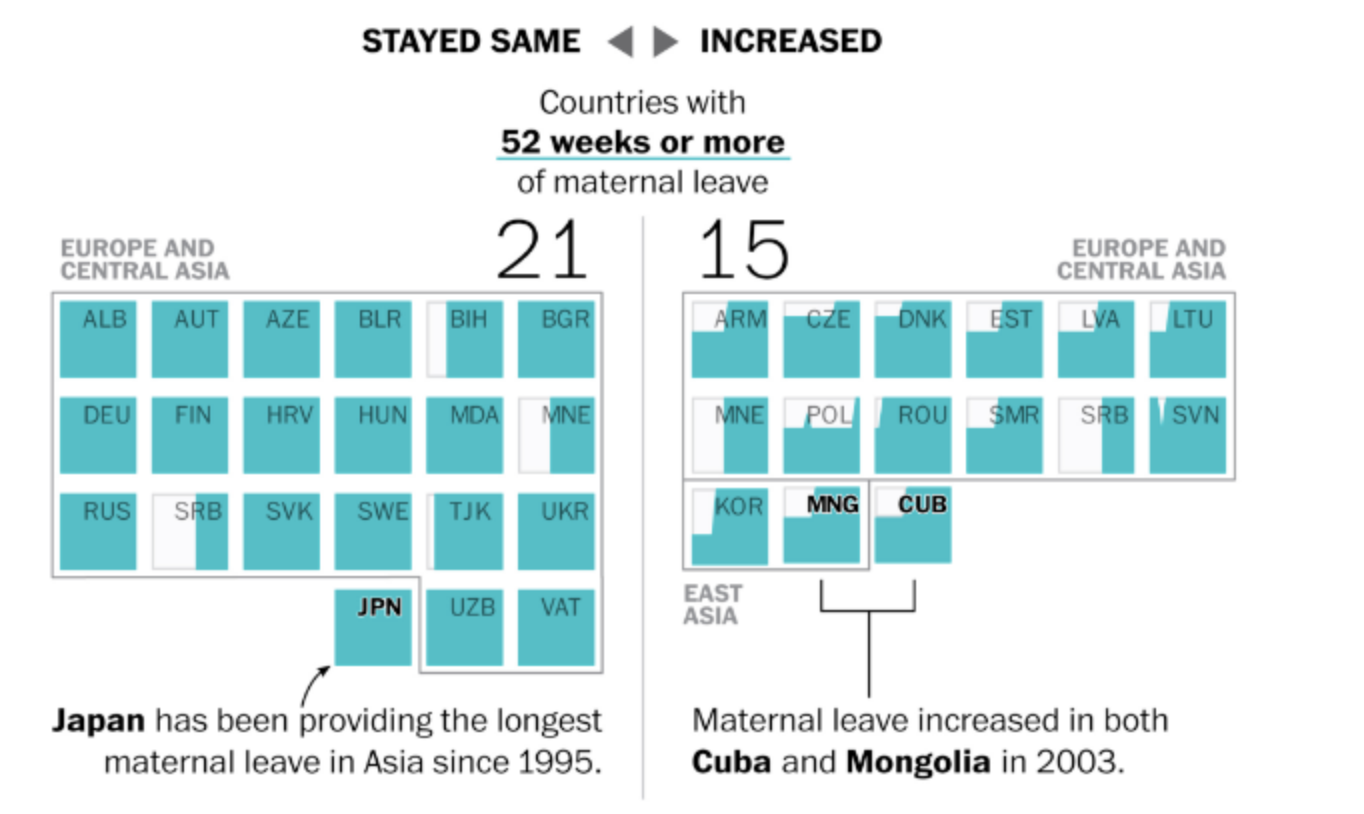 STAYED SAME ◀ ▶ INCREASED
Countries with
52 weeks or more
of maternal leave
21
EUROPE AND
CENTRAL ASIA
ALB AUT AZE BLR BIH BGR
DEU FIN HRV HUN MDA MNE
RUS SRB SVK SWE TJK UKR
JPN UZB VAT
Japan has been providing the longest
maternal leave in Asia since 1995.
15
EUROPE AND
CENTRAL ASIA
ARM CZE DNK EST LVA LTU
MNE POL ROU SMR SRB SVN
KOR MNG CUB
EAST
ASIA
Maternal leave increased in both
Cuba and Mongolia in 2003.